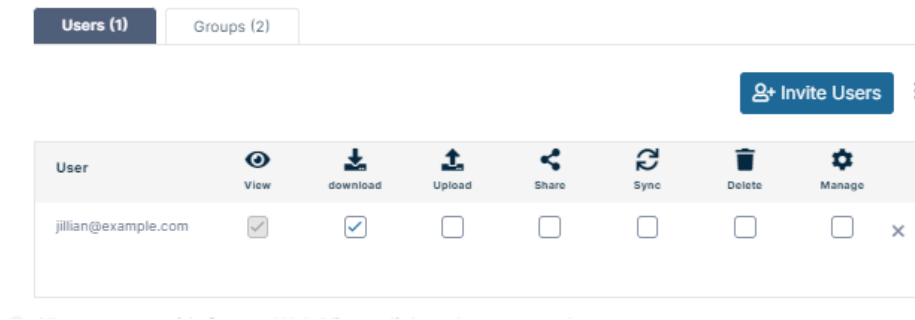 Users (1) Groups (2)
Invite Users
User View download Upload Share Sync Delete Manage
jillian@example.com